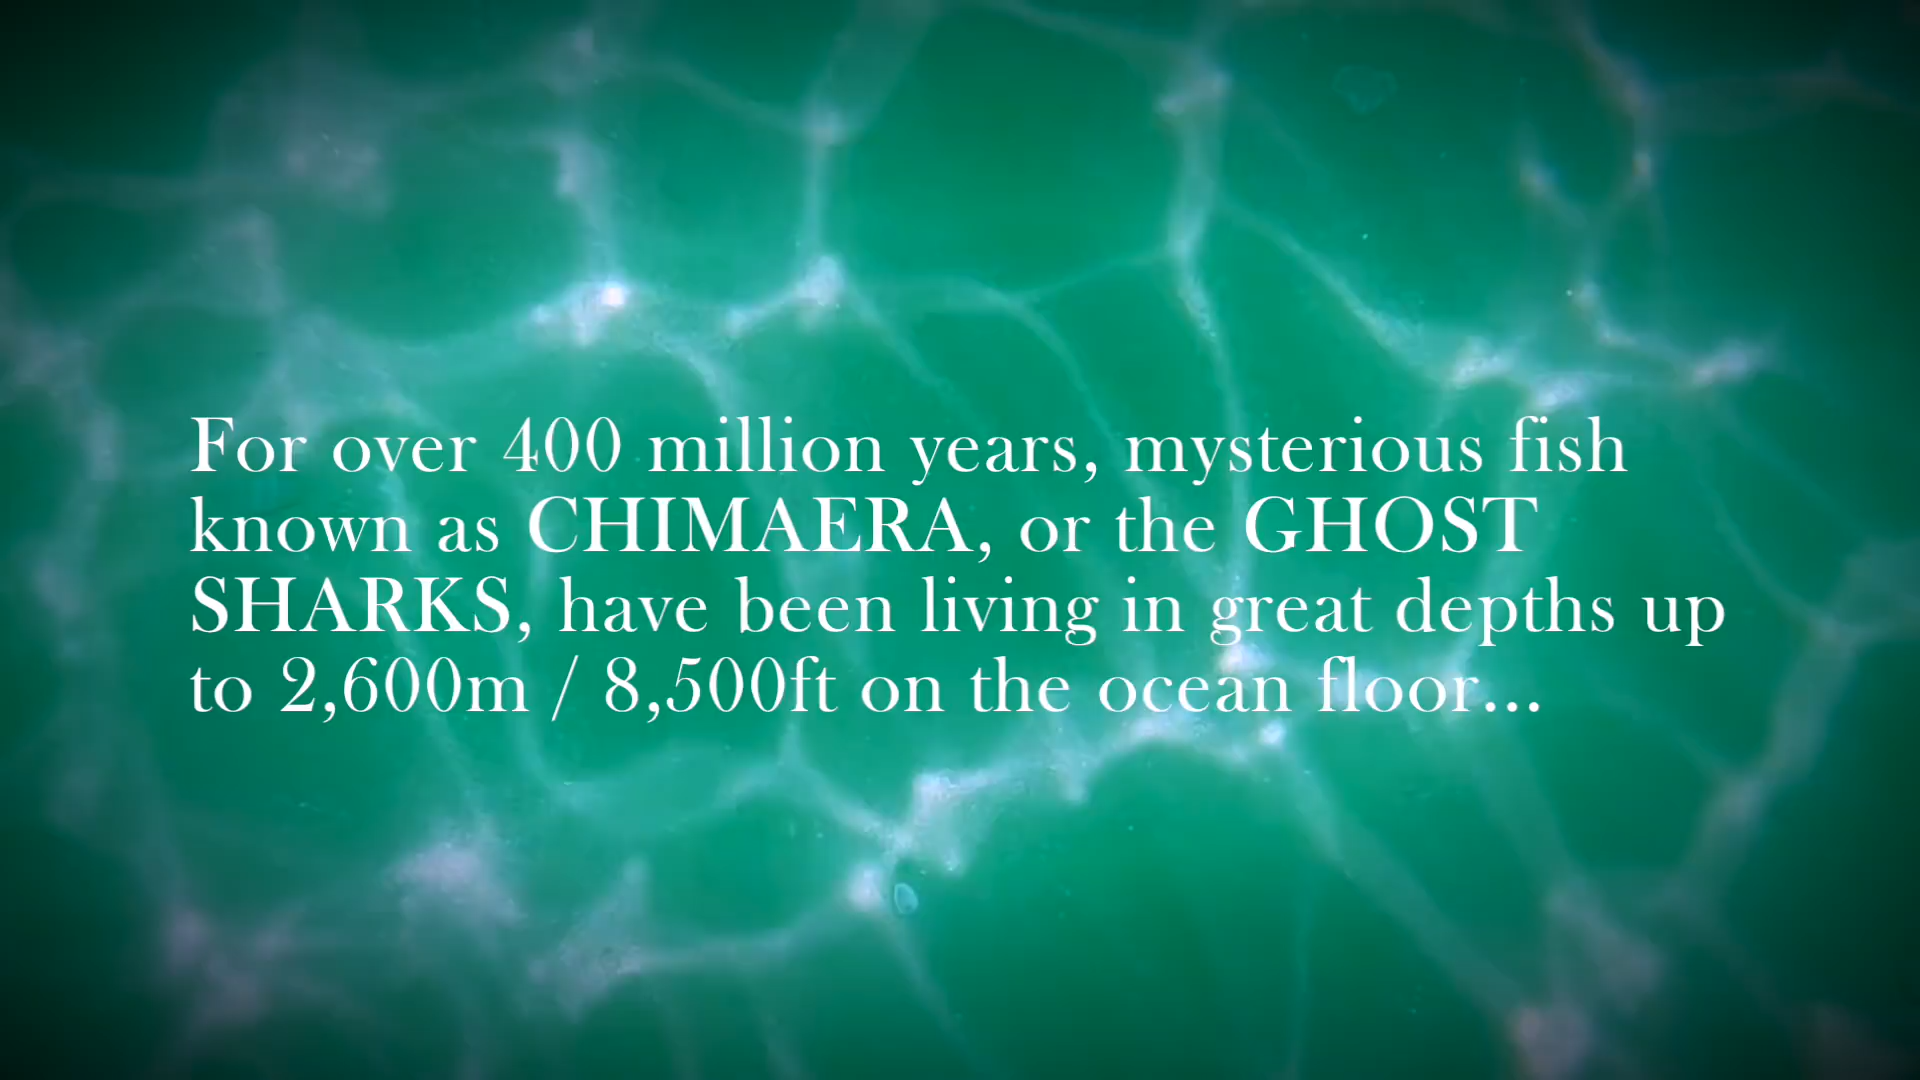 For over 400 million years, mysterious fish
known as CHIMAERA, or the GHOST
SHARKS, have been living in great depths up
to 2,600m / 8,500ft on the ocean floor...